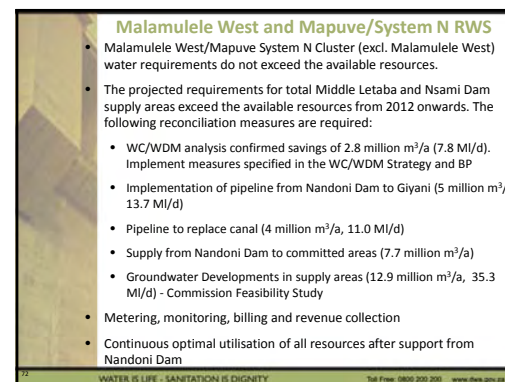 Malamulele West and Mapuve/System N RWS
• Malamulele West/Mapuve System N Cluster (excl. Malamulele West)
water requirements do not exceed the available resources.
• The projected requirements for total Middle Letaba and Nsami Dam
supply areas exceed the available resources from 2012 onwards. The
following reconciliation measures are required:
• WC/WDM analysis confirmed savings of 2.8 million m³/a (7.8 Ml/d).
Implement measures specified in the WC/WDM Strategy and BP
• Implementation of pipeline from Nandoni Dam to Giyani (5 million m³/
13.7 Ml/d)
• Pipeline to replace canal (4 million m³/a, 11.0 Ml/d)
• Supply from Nandoni Dam to committed areas (7.7 million m³/a)
• Groundwater Developments in supply areas (12.9 million m³/a, 35.3
Ml/d) - Commission Feasibility Study
• Metering, monitoring, billing and revenue collection
• Continuous optimal utilisation of all resources after support from
Nandoni Dam
72
WATER IS LIFE - SANITATION IS DIGNITY
Toll Free: 0800 200 200 www.dwa.gov.za